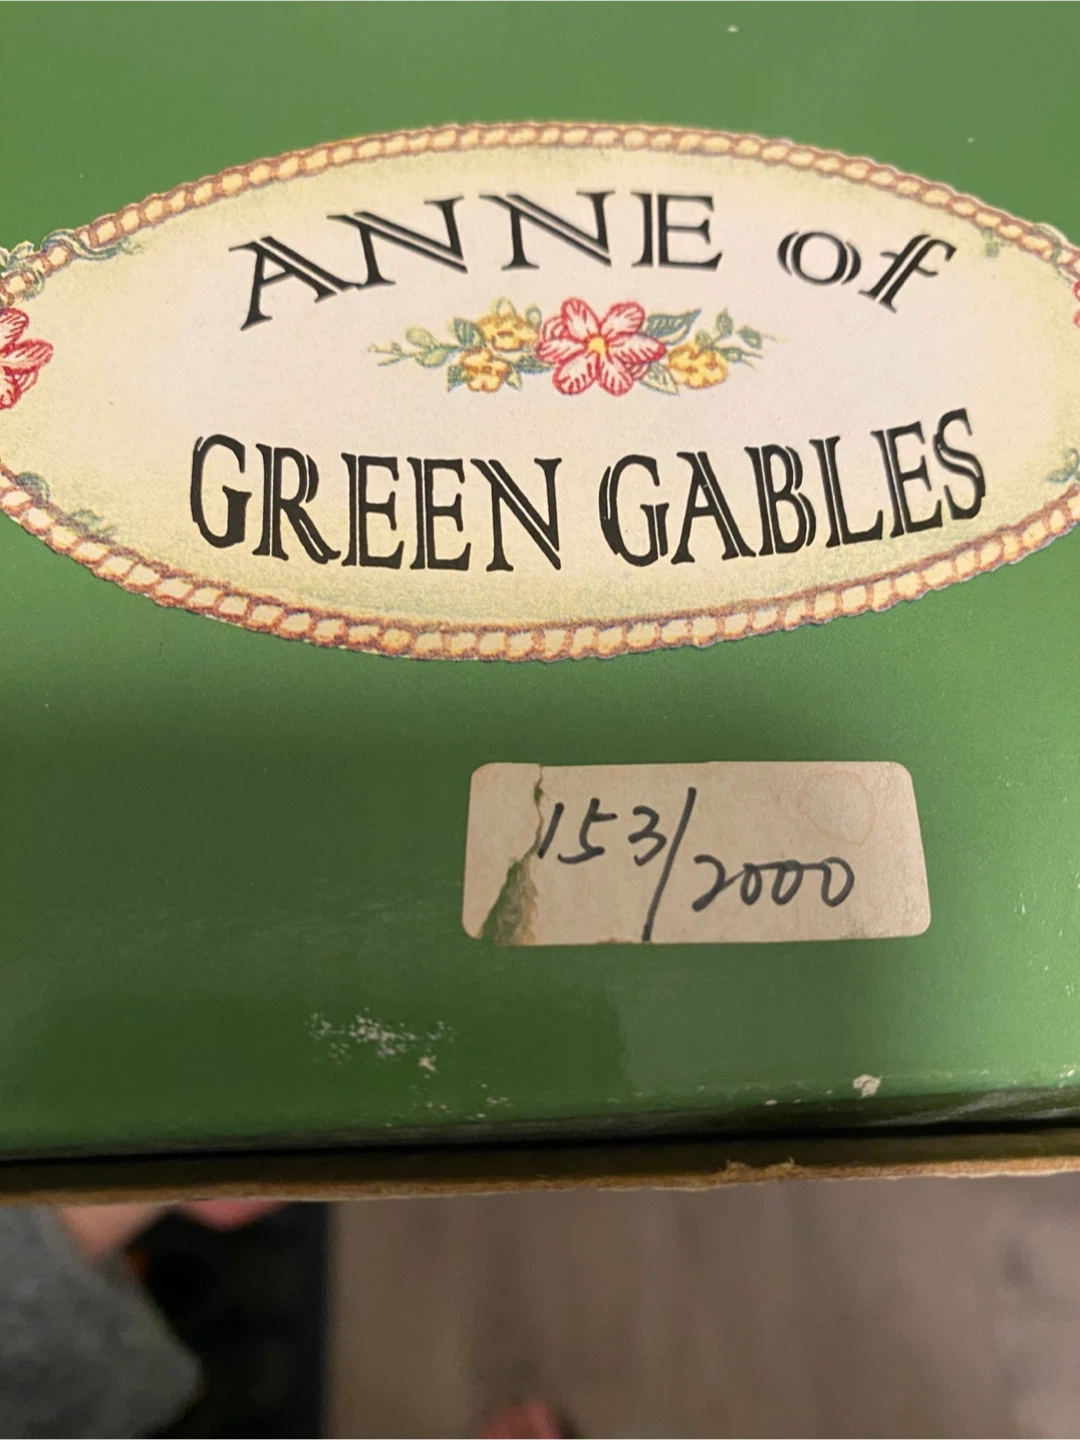 ANNE of
GREEN GABLES
153/2000